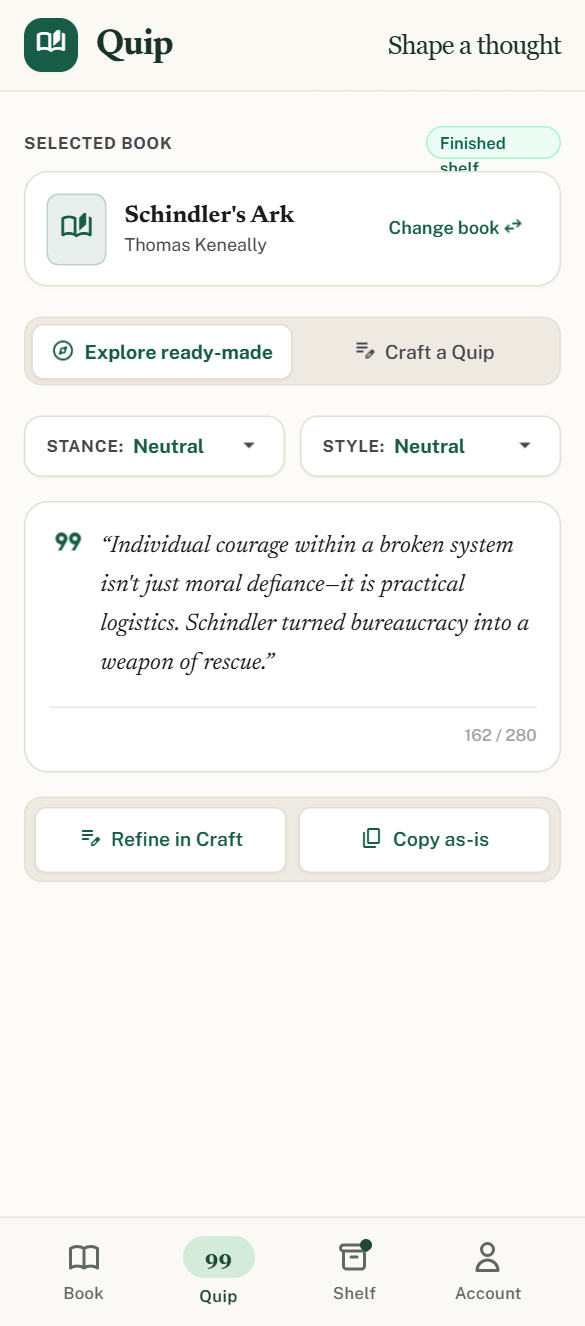 Quip
Shape a thought
SELECTED BOOK
Finished
shelf
Schindler's Ark
Thomas Keneally
Change book
Explore ready-made
Craft a Quip
STANCE: Neutral
STYLE: Neutral
“Individual courage within a broken system
isn't just moral defiance—it is practical
logistics. Schindler turned bureaucracy into a
weapon of rescue.”
162 / 280
Refine in Craft
Copy as-is
Book
Quip
Shelf
Account